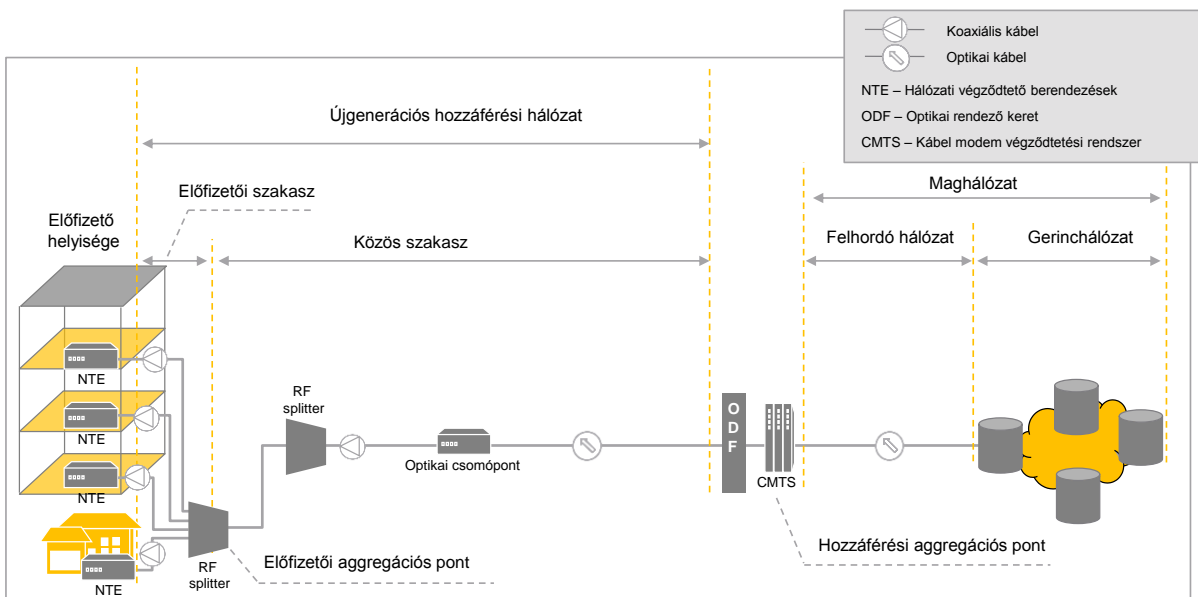 Koaxiális kábel
Optikai kábel
NTE – Hálózati végződtető berendezések
ODF – Optikai rendező keret
CMTS – Kábel modem végződtetési rendszer
Újgenerációs hozzáférési hálózat
Előfizetői szakasz
Maghálózat
Előfizető
helyisége
Közös szakasz
Felhordó hálózat
Gerinchálózat
NTE
NTE
NTE
NTE
RF
splitter
RF
splitter
Optikai csomópont
O
D
F
CMTS
Előfizetői aggregációs pont
Hozzáférési aggregációs pont